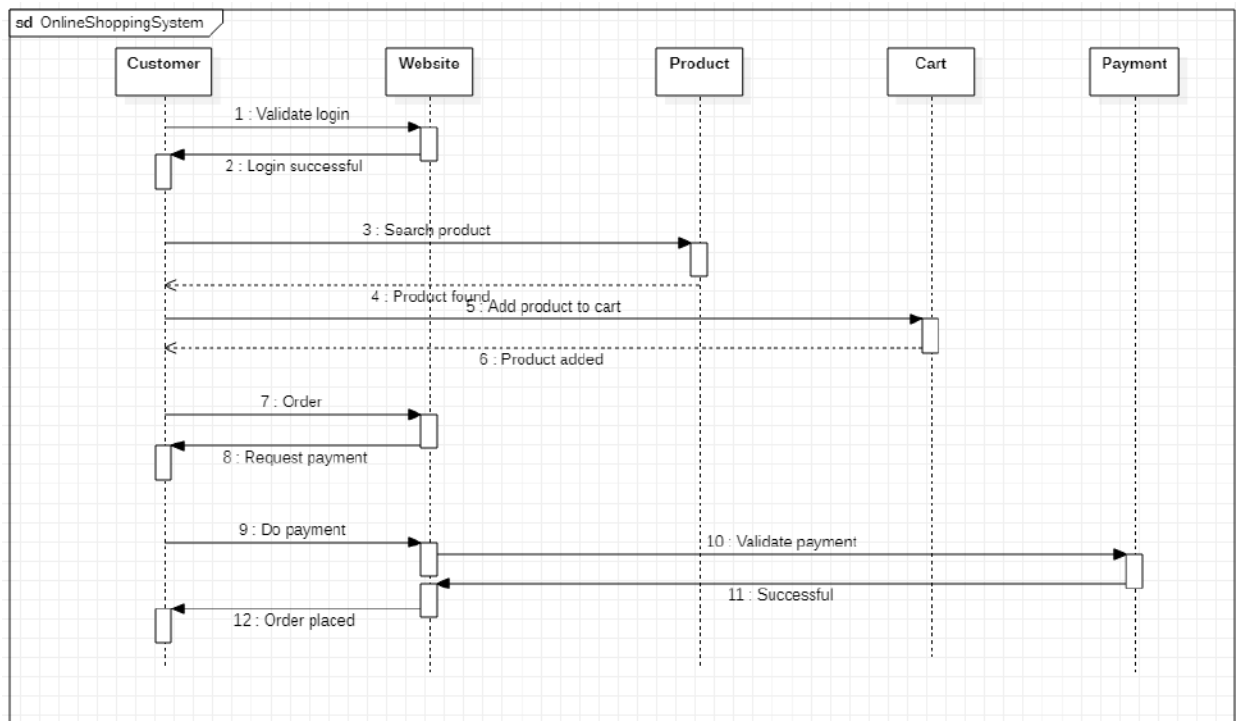 sd OnlineShoppingSystem
Customer
Website
Product
Cart
Payment
1 : Validate login
2 : Login successful
3 : Search product
4 : Product found
5 : Add product to cart
6 : Product added
7 : Order
8 : Request payment
9 : Do payment
10 : Validate payment
11 : Successful
12 : Order placed